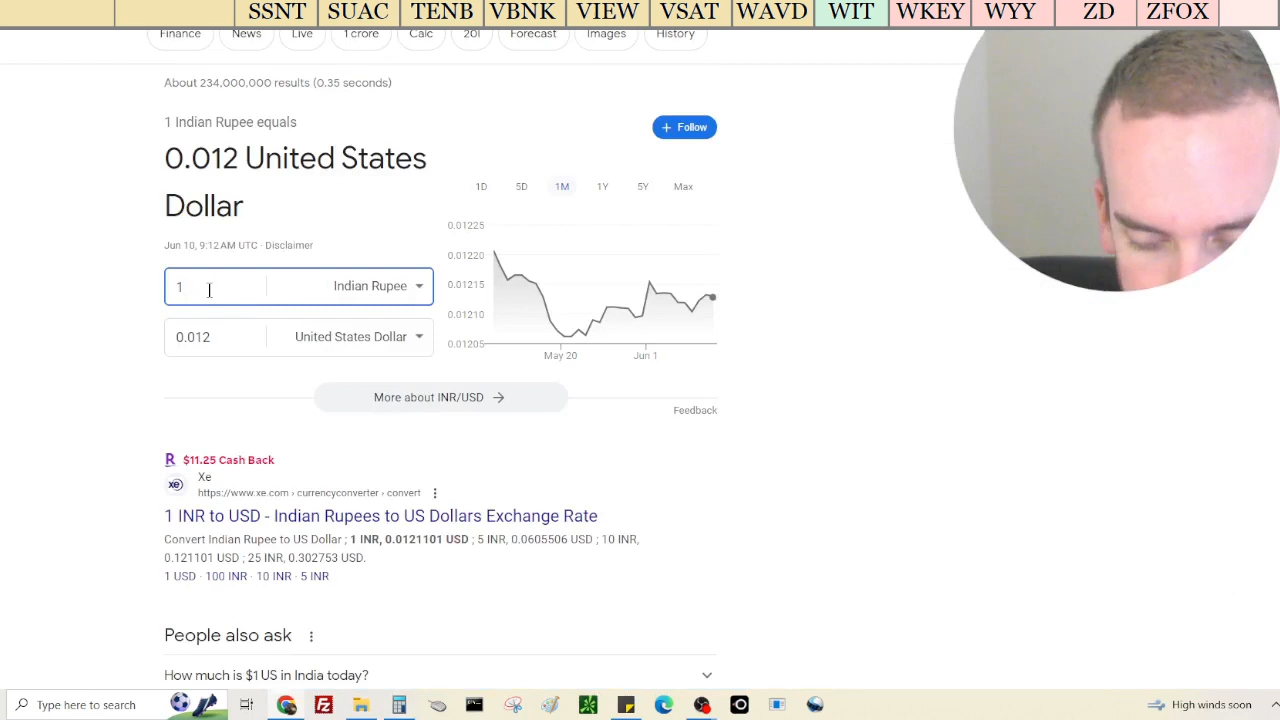 SSNT SUAC TENB VBNK VIEW VSAT WAVD WIT WKEY WYY ZD ZFOX
Finance News Live 1 crore Calc 20l Forecast Images History
About 234,000,000 results (0.35 seconds)
1 Indian Rupee equals
+ Follow
0.012 United States
Dollar
1D 5D 1M 1Y 5Y Max
Jun 10, 9:12 AM UTC · Disclaimer
1 Indian Rupee
0.012 United States Dollar
0.01225
0.01220
0.01215
0.01210
0.01205
May 20 Jun 1
More about INR/USD →
Feedback
R $11.25 Cash Back
xe Xe
https://www.xe.com › currencyconverter › convert
1 INR to USD - Indian Rupees to US Dollars Exchange Rate
Convert Indian Rupee to US Dollar ; 1 INR, 0.0121101 USD ; 5 INR, 0.0605506 USD ; 10 INR,
0.121101 USD ; 25 INR, 0.302753 USD.
1 USD · 100 INR · 10 INR · 5 INR
People also ask
How much is $1 US in India today?
Type here to search
High winds soon